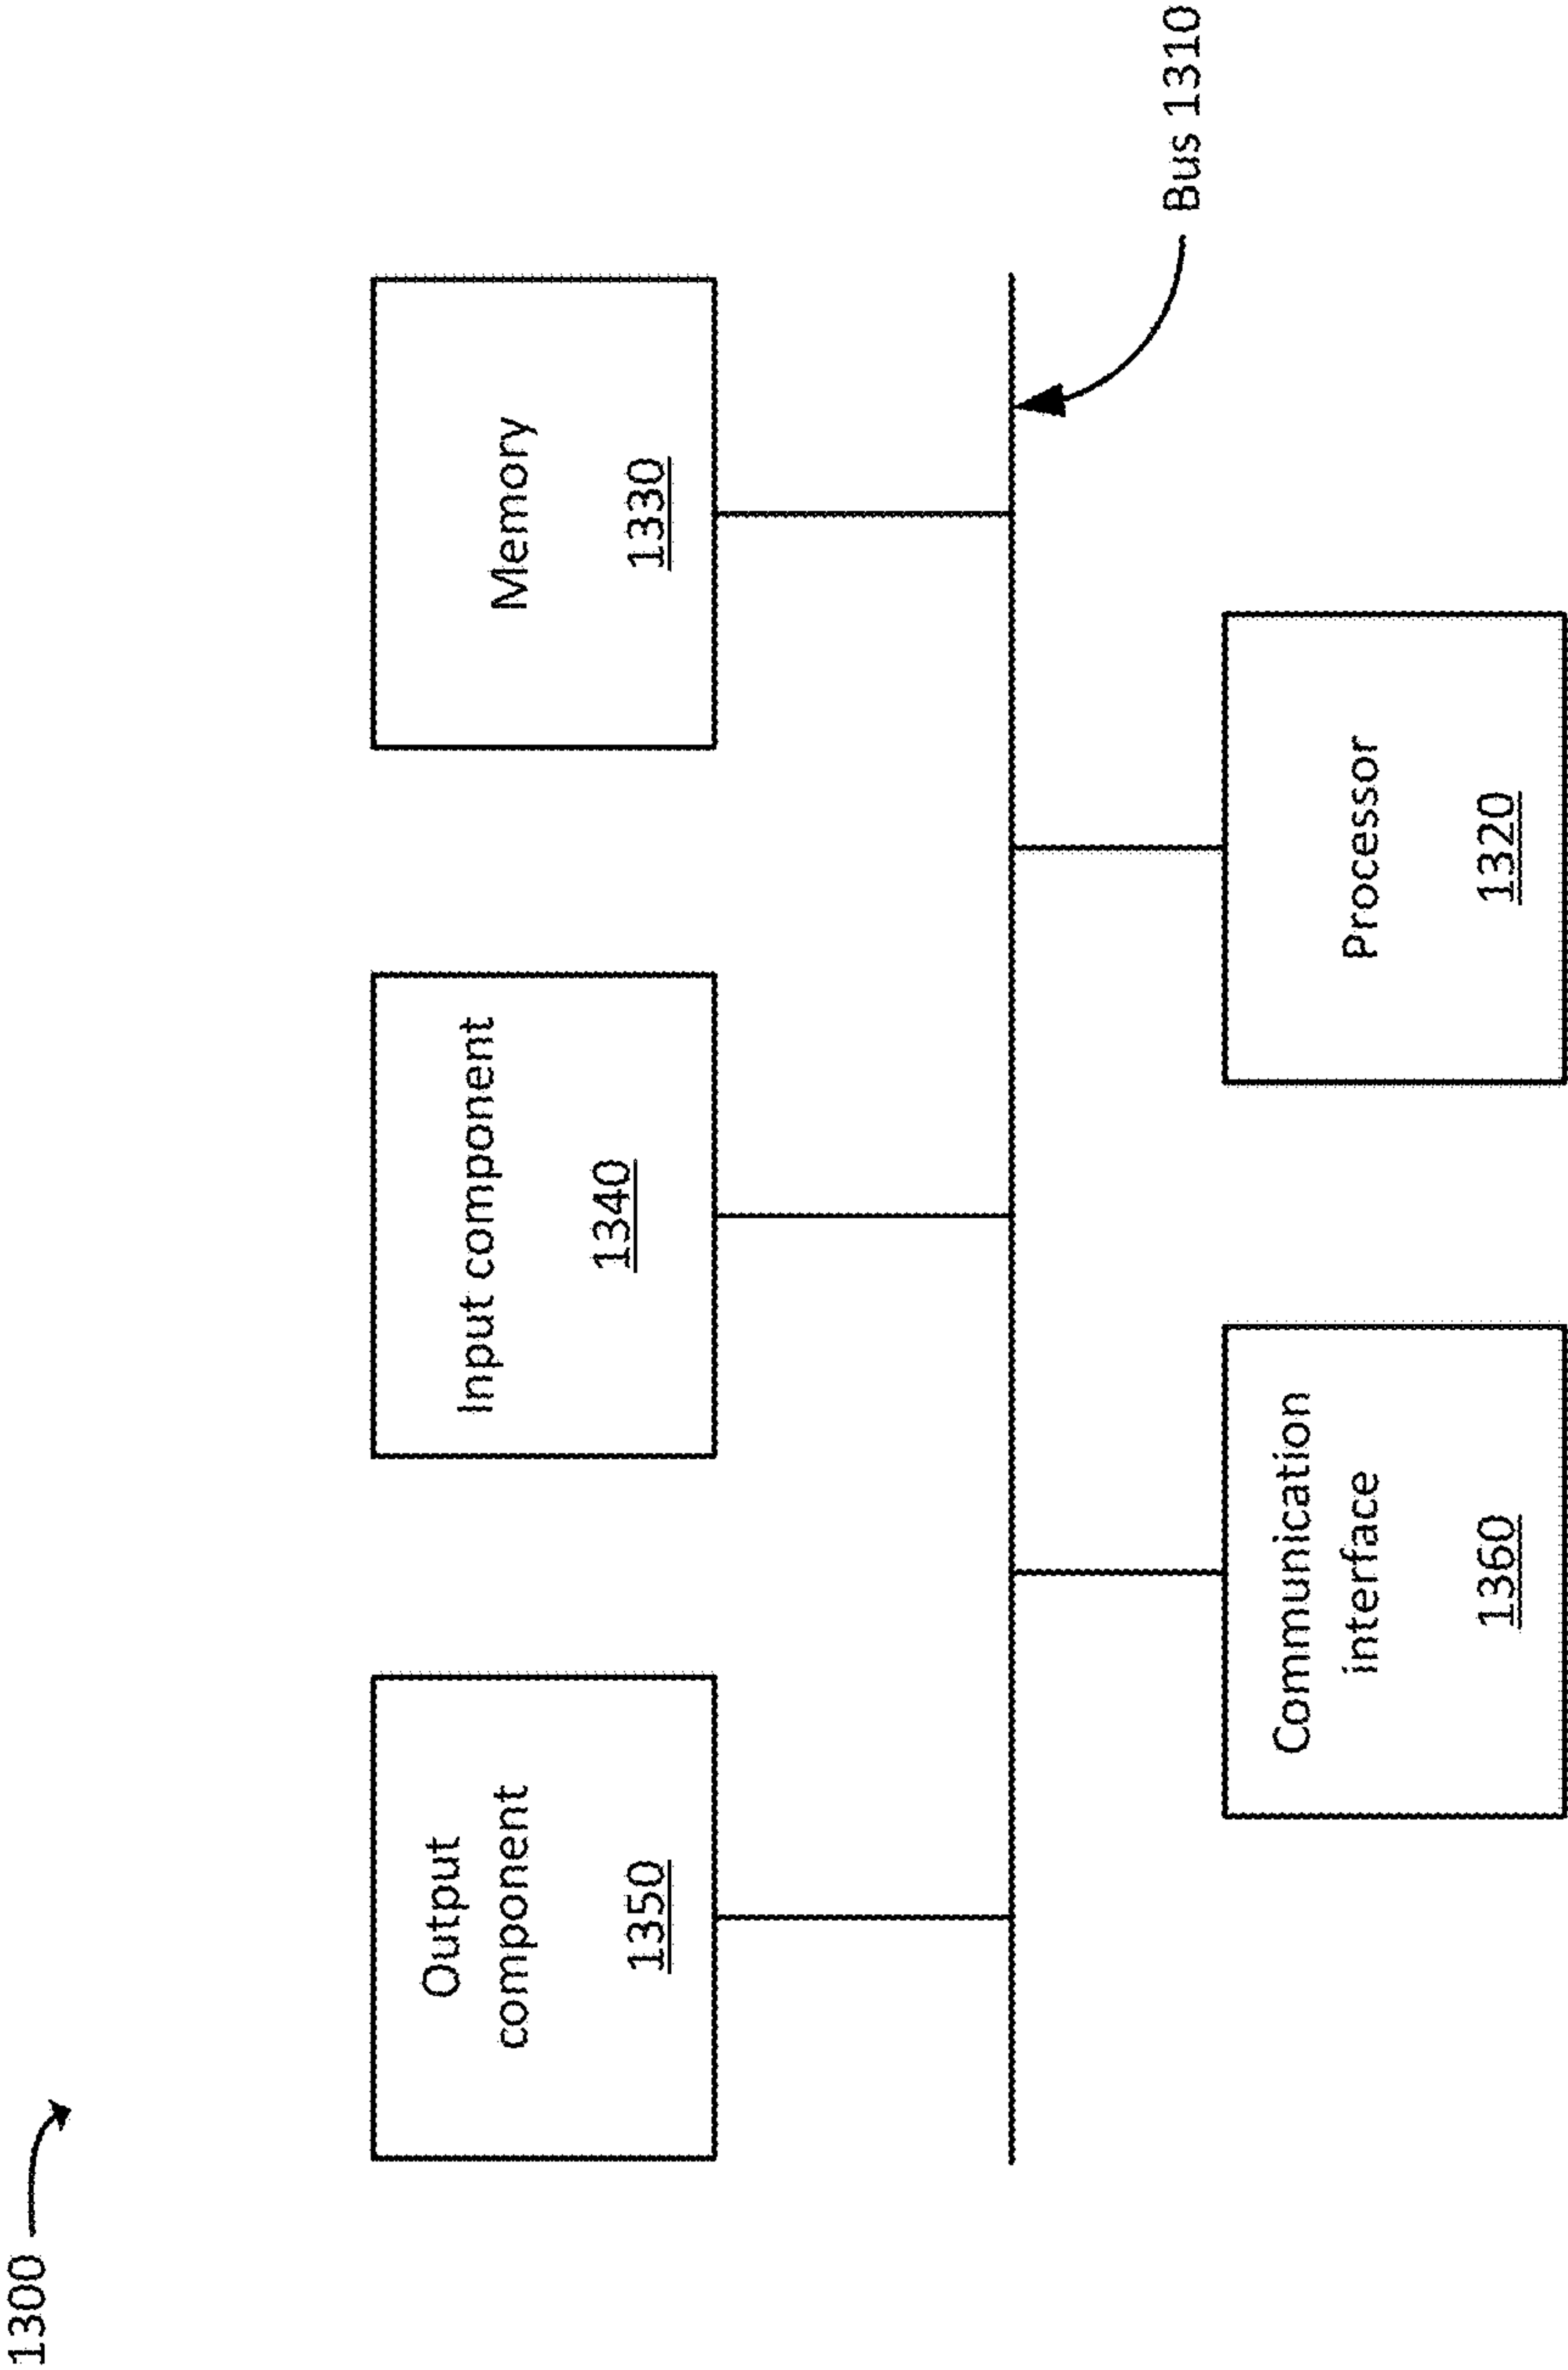 1300
Output
component
1350
Input component
1340
Memory
1330
Bus 1310
Communication
interface
1360
Processor
1320